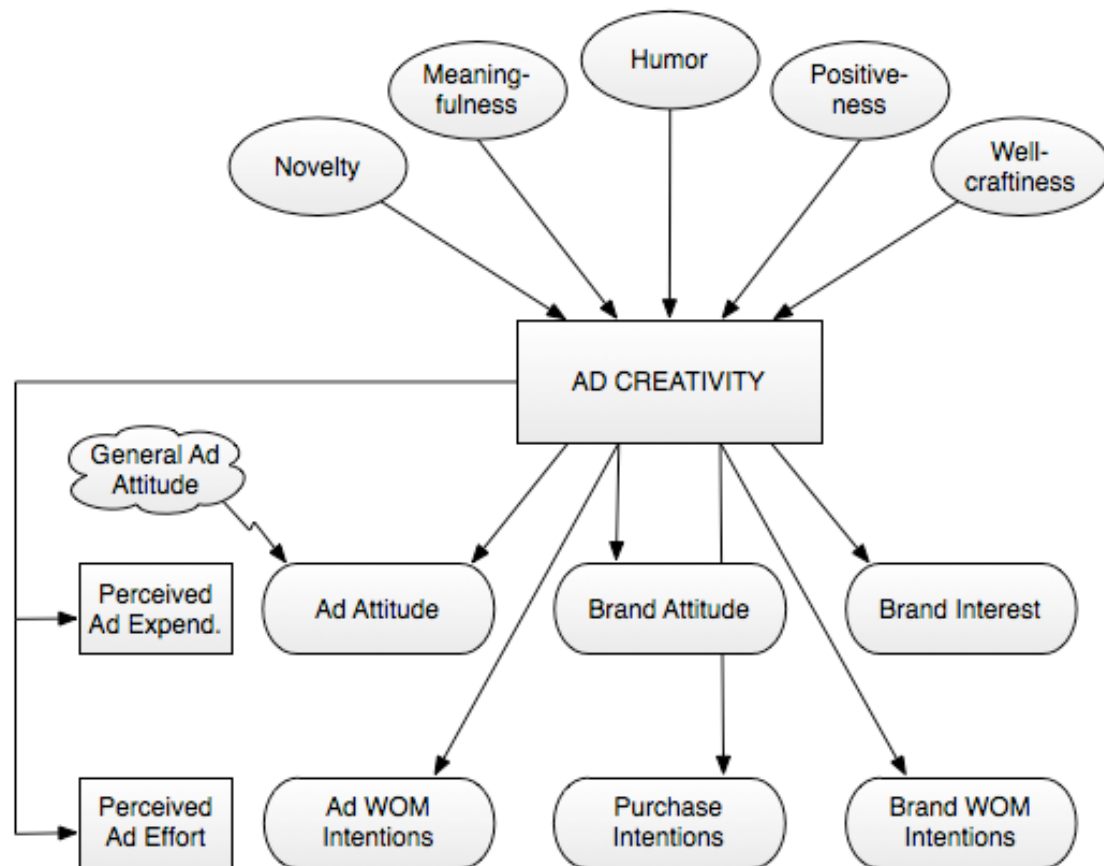 Humor
Meaning-
fulness
Positive-
ness
Novelty
Well-
craftiness
AD CREATIVITY
General Ad
Attitude
Perceived
Ad Expend.
Ad Attitude
Brand Attitude
Brand Interest
Perceived
Ad Effort
Ad WOM
Intentions
Purchase
Intentions
Brand WOM
Intentions